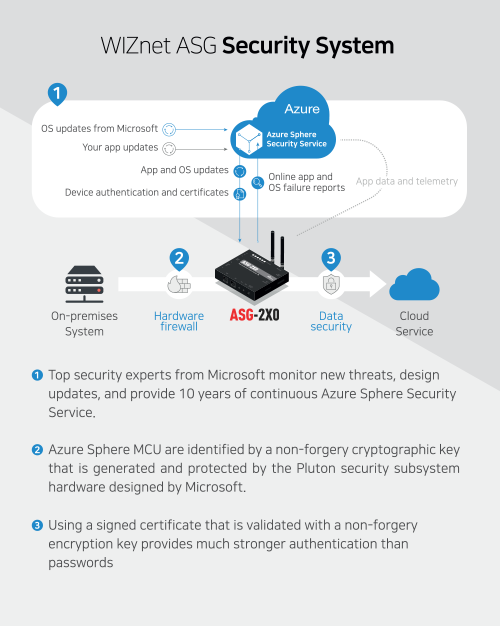 WIZnet ASG Security System
1
Azure
OS updates from Microsoft
Azure Sphere
Security Service
Your app updates
App and OS updates
Online app and
OS failure reports
App data and telemetry
Device authentication and certificates
2
3
On-premises
System
Hardware
firewall
ASG-2X0
Data
security
Cloud
Service
1 Top security experts from Microsoft monitor new threats, design
updates, and provide 10 years of continuous Azure Sphere Security
Service.
2 Azure Sphere MCU are identified by a non-forgery cryptographic key
that is generated and protected by the Pluton security subsystem
hardware designed by Microsoft.
3 Using a signed certificate that is validated with a non-forgery
encryption key provides much stronger authentication than
passwords